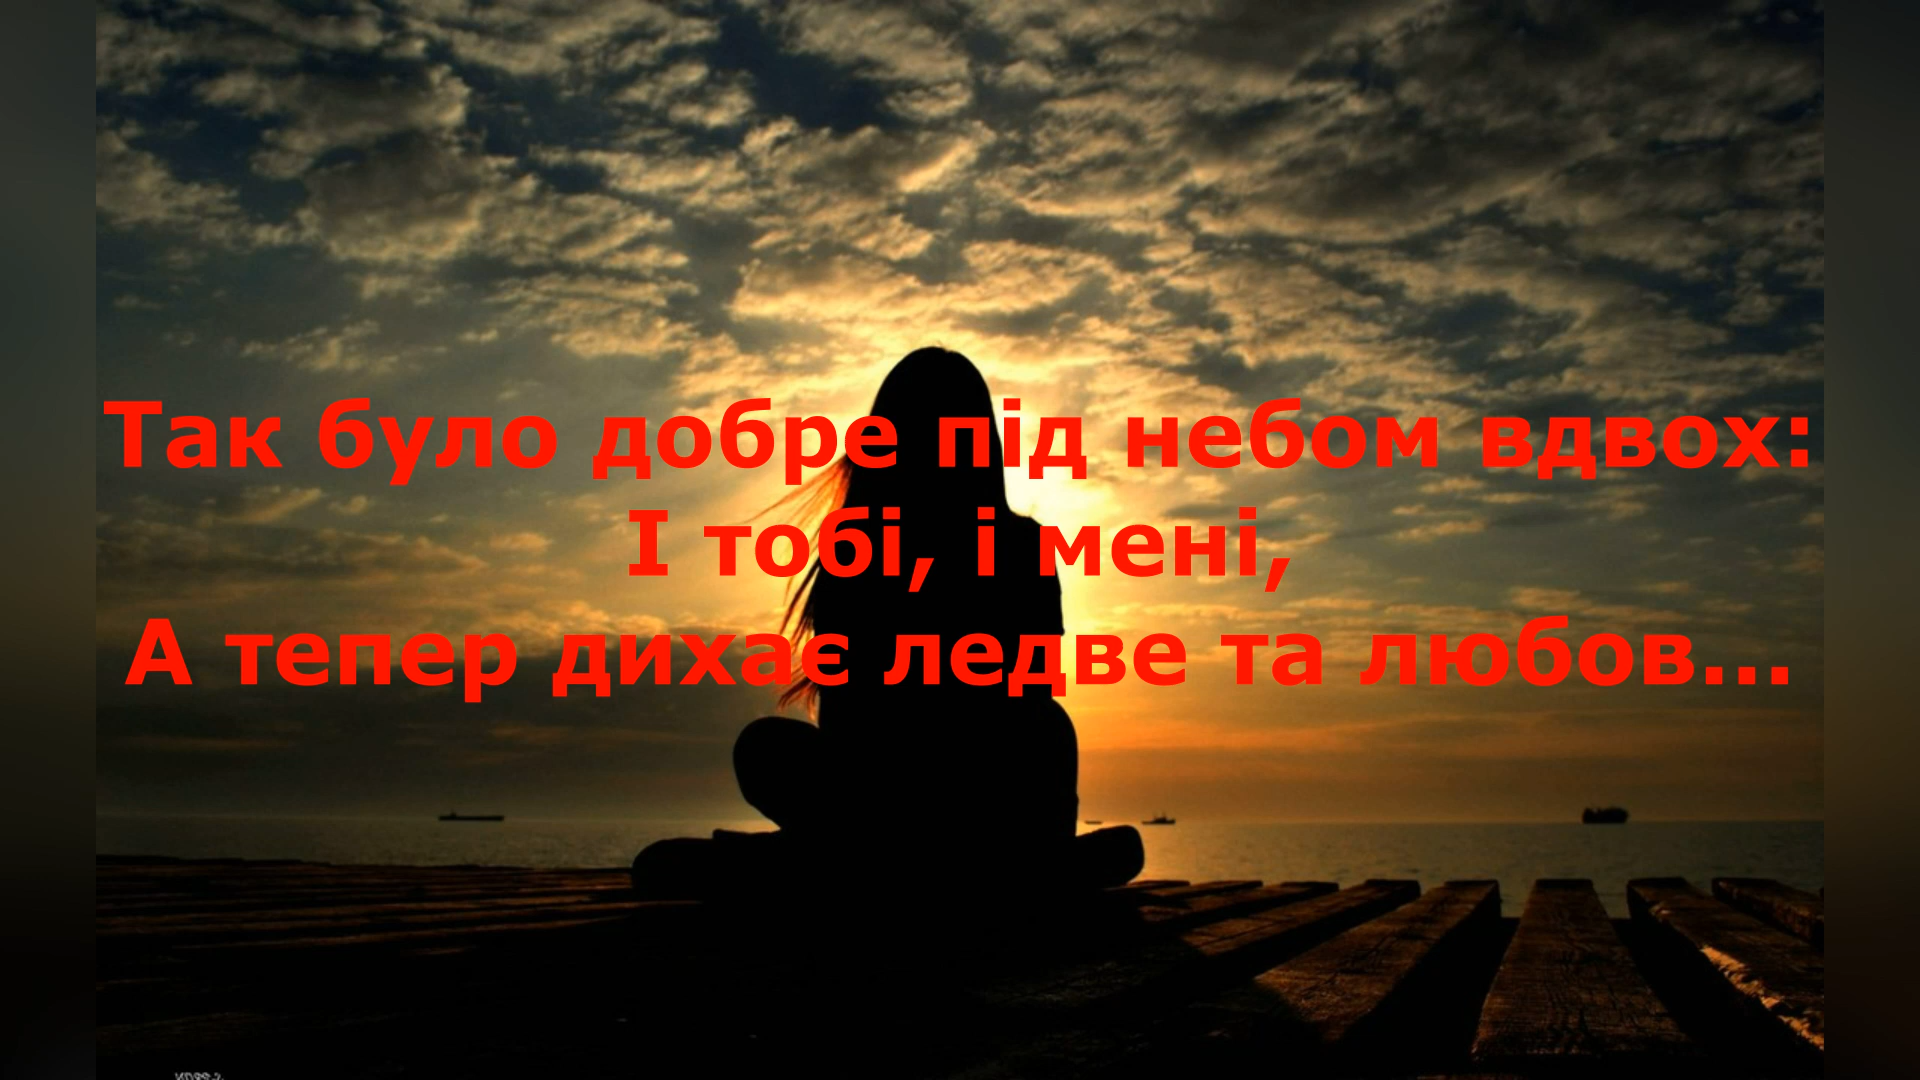 Так було добре під небом вдвох:
І тобі, і мені,
А тепер дихає ледве та любов...